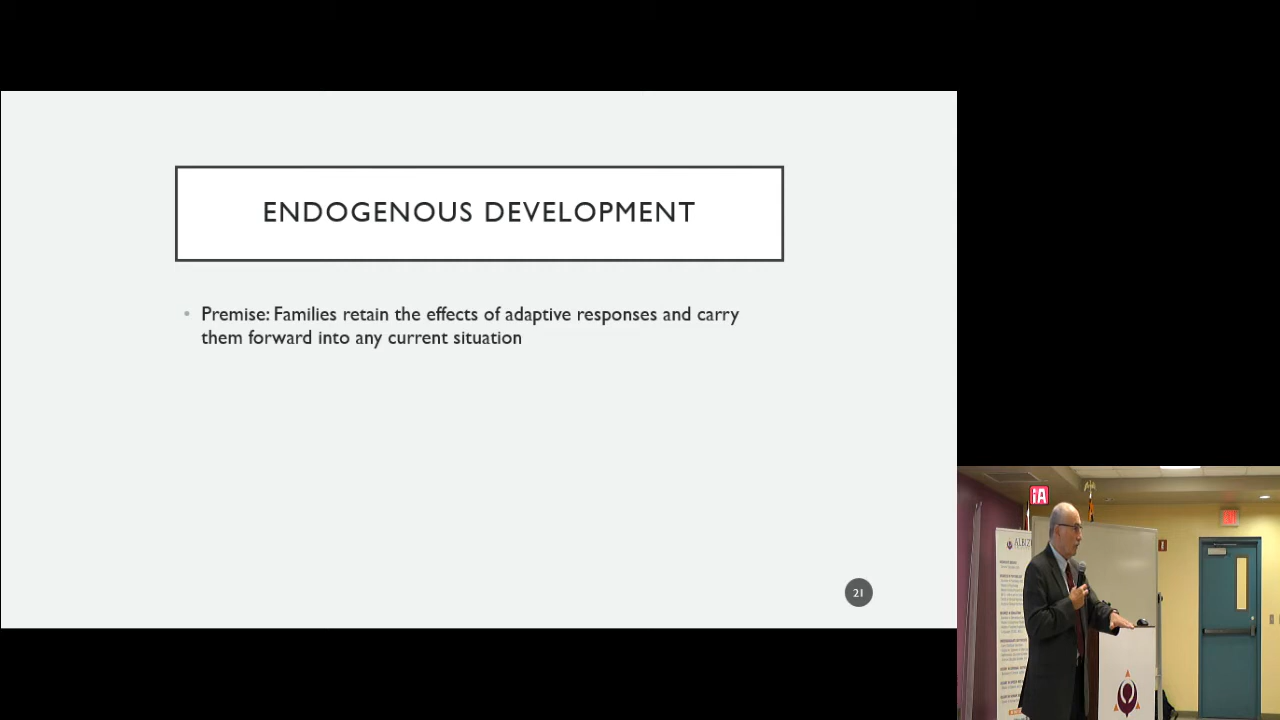 ENDOGENOUS DEVELOPMENT
• Premise: Families retain the effects of adaptive responses and carry
them forward into any current situation
21
iA